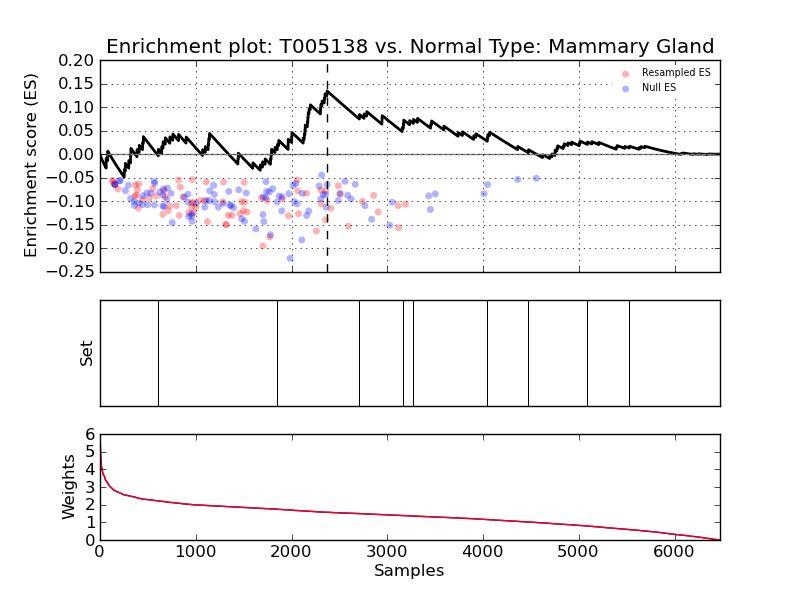 Enrichment plot: T005138 vs. Normal Type: Mammary Gland
Enrichment score (ES)
0.20
0.15
0.10
0.05
0.00
−0.05
−0.10
−0.15
−0.20
−0.25
Resampled ES
Null ES
Set
Weights
6
5
4
3
2
1
0
0 1000 2000 3000 4000 5000 6000
Samples